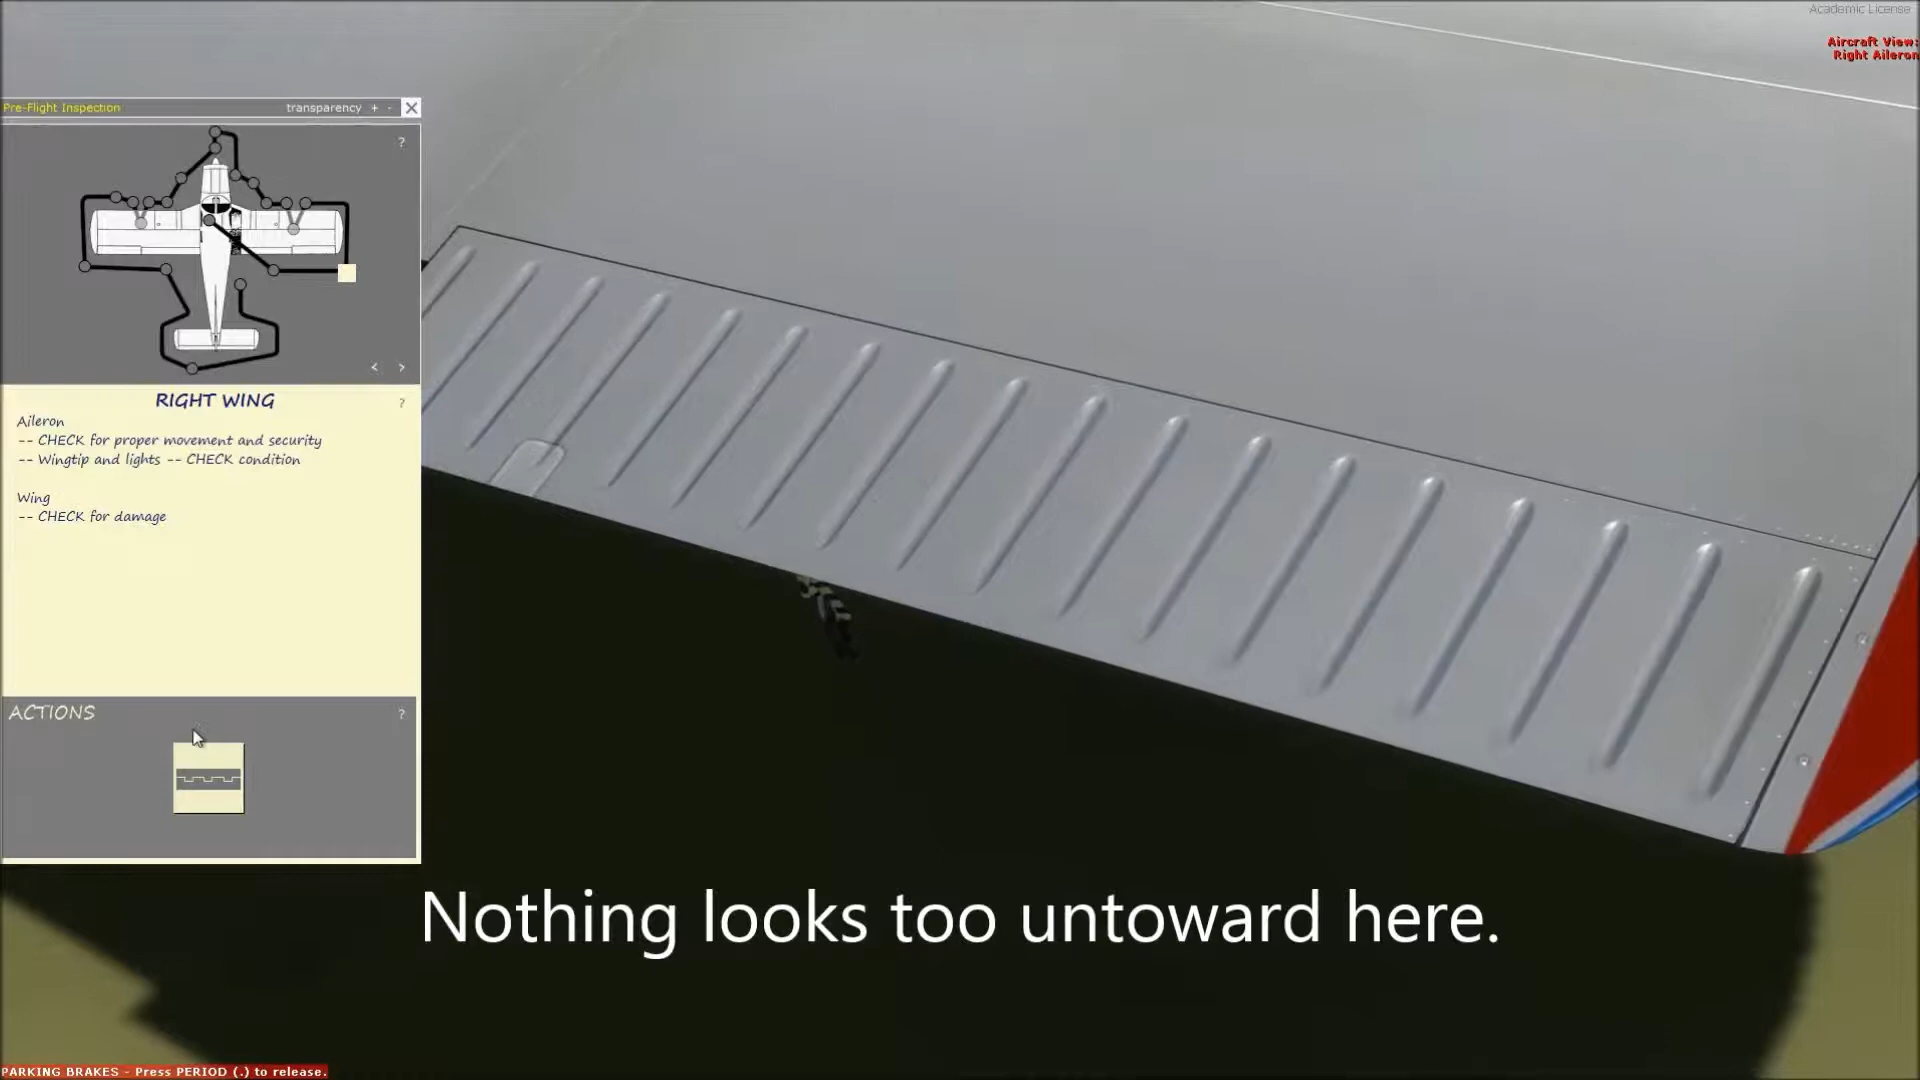 Academic License
Aircraft View:
Right Aileron
Pre-Flight Inspection transparency + -
?
< >
RIGHT WING ?
Aileron
-- CHECK for proper movement and security
-- Wingtip and lights -- CHECK condition
Wing
-- CHECK for damage
ACTIONS ?
Nothing looks too untoward here.
PARKING BRAKES - Press PERIOD (.) to release.